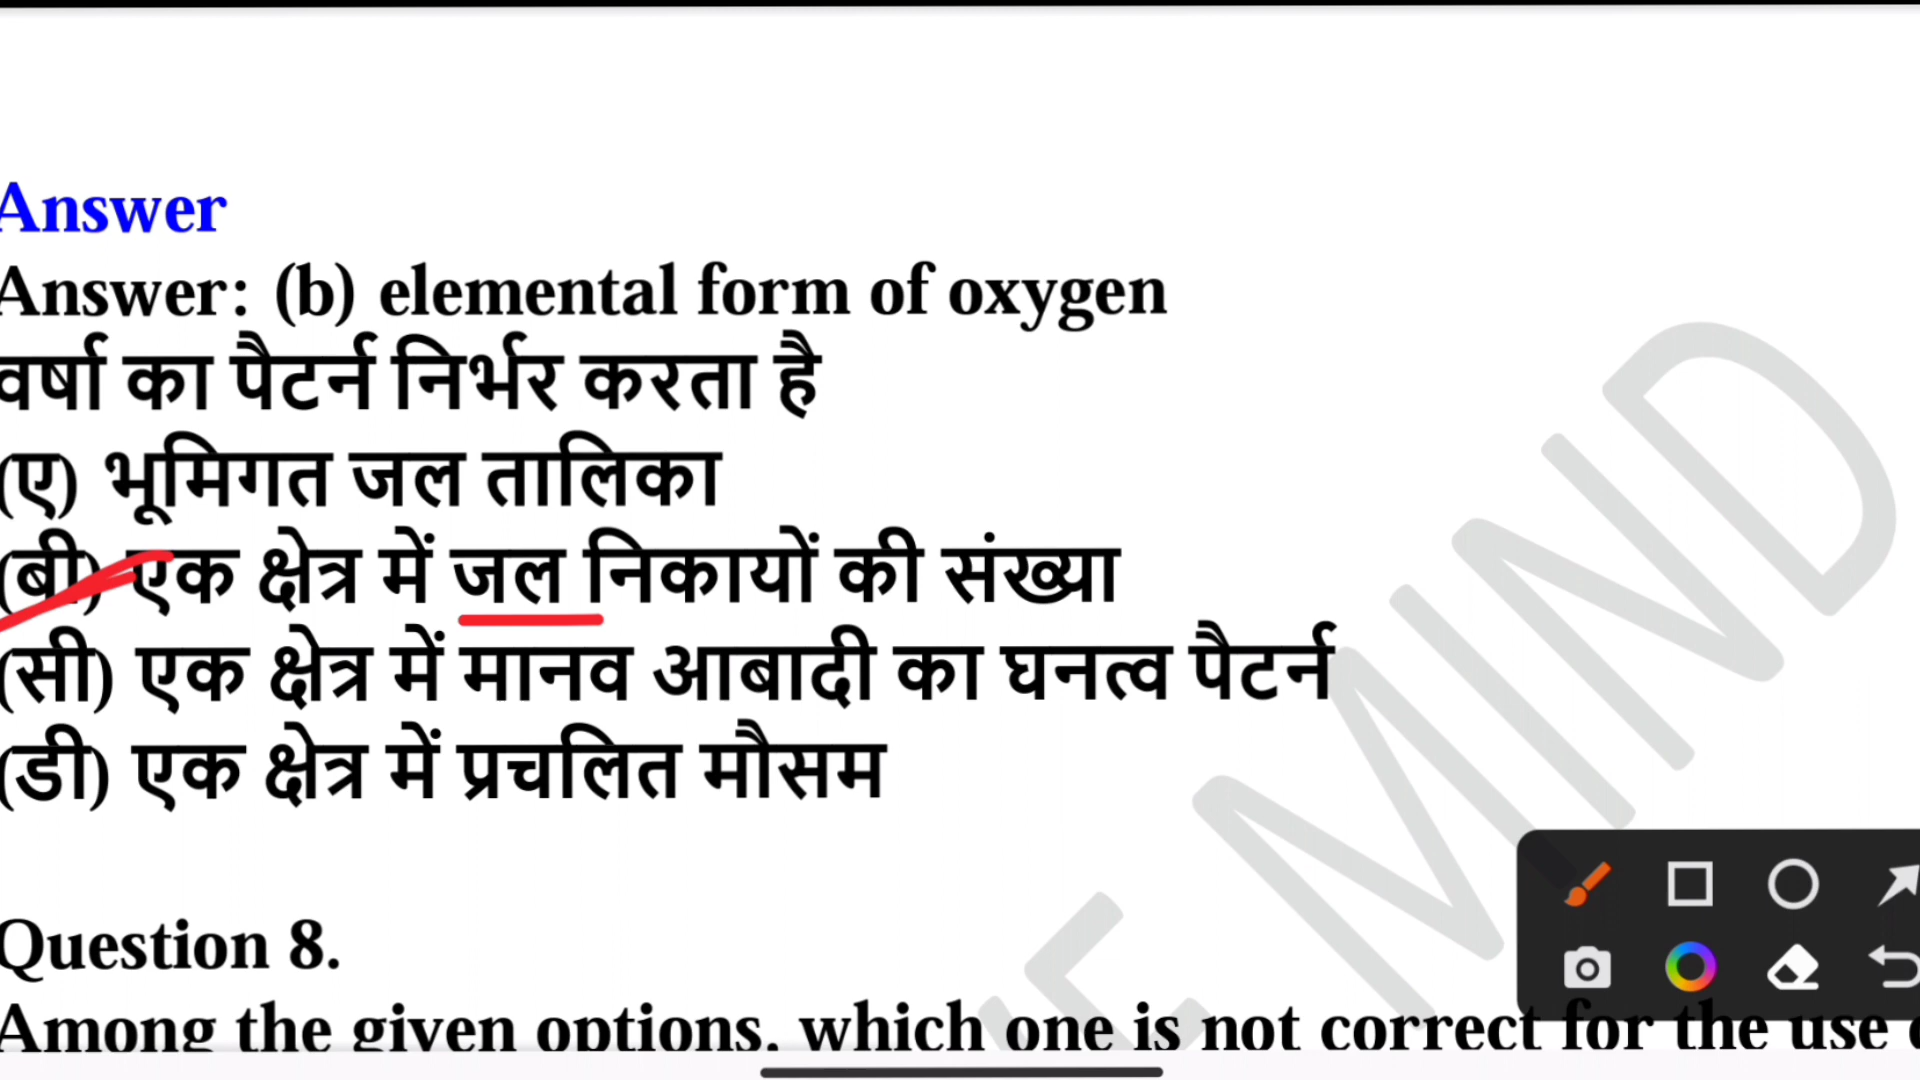 Answer
Answer: (b) elemental form of oxygen
वर्षा का पैटर्न निर्भर करता है
(ए) भूमिगत जल तालिका
(बी) एक क्षेत्र में जल निकायों की संख्या
(सी) एक क्षेत्र में मानव आबादी का घनत्व पैटर्न
(डी) एक क्षेत्र में प्रचलित मौसम
Question 8.
Among the given options, which one is not correct for the use
E MIND